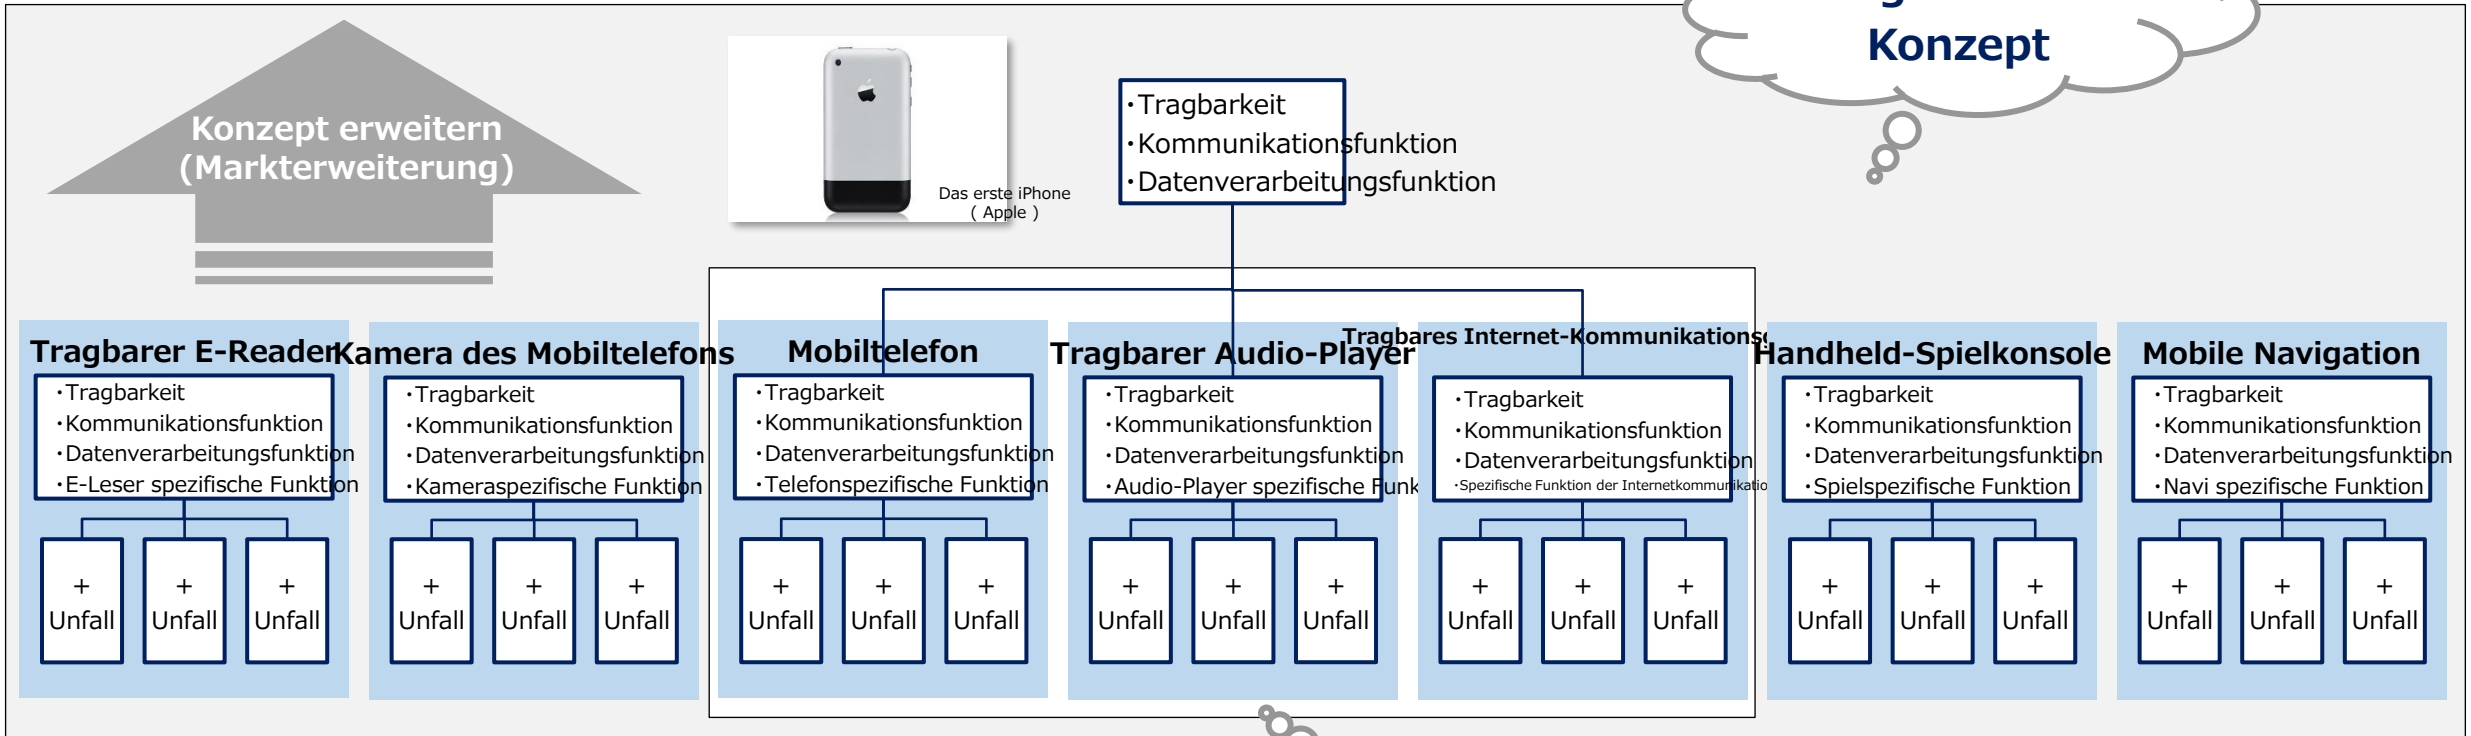 Konzept
Konzept erweitern
(Markterweiterung)
Das erste iPhone
( Apple )
・Tragbarkeit
・Kommunikationsfunktion
・Datenverarbeitungsfunktion
Tragbarer E-Reader
・Tragbarkeit
・Kommunikationsfunktion
・Datenverarbeitungsfunktion
・E-Leser spezifische Funktion
+
Unfall
+
Unfall
+
Unfall
Kamera des Mobiltelefons
・Tragbarkeit
・Kommunikationsfunktion
・Datenverarbeitungsfunktion
・Kameraspezifische Funktion
+
Unfall
+
Unfall
+
Unfall
Mobiltelefon
・Tragbarkeit
・Kommunikationsfunktion
・Datenverarbeitungsfunktion
・Telefonspezifische Funktion
+
Unfall
+
Unfall
+
Unfall
Tragbarer Audio-Player
・Tragbarkeit
・Kommunikationsfunktion
・Datenverarbeitungsfunktion
・Audio-Player spezifische Funk
+
Unfall
+
Unfall
+
Unfall
Tragbares Internet-Kommunikationsg
・Tragbarkeit
・Kommunikationsfunktion
・Datenverarbeitungsfunktion
・Spezifische Funktion der Internetkommunikatio
+
Unfall
+
Unfall
+
Unfall
Handheld-Spielkonsole
・Tragbarkeit
・Kommunikationsfunktion
・Datenverarbeitungsfunktion
・Spielspezifische Funktion
+
Unfall
+
Unfall
+
Unfall
Mobile Navigation
・Tragbarkeit
・Kommunikationsfunktion
・Datenverarbeitungsfunktion
・Navi spezifische Funktion
+
Unfall
+
Unfall
+
Unfall